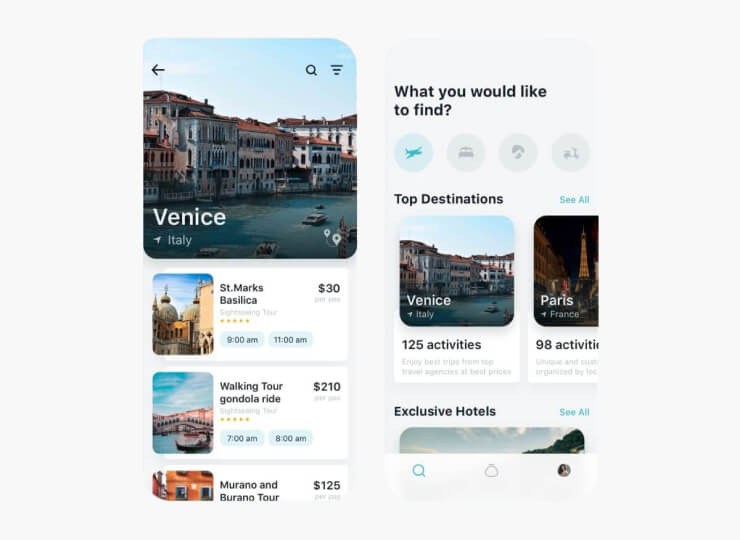 Venice
Italy
St.Marks
Basilica
$30
per pax
Sightseeing Tour
9:00 am
11:00 am
Walking Tour
gondola ride
$210
per pax
Sightseeing Tour
7:00 am
8:00 am
Murano and
Burano Tour
$125
per pax
What you would like
to find?
Top Destinations
See All
Venice
Italy
125 activities
Enjoy best trips from top
travel agencies at best prices
Paris
France
98 activitie
Unique and
organized by
Exclusive Hotels
See All